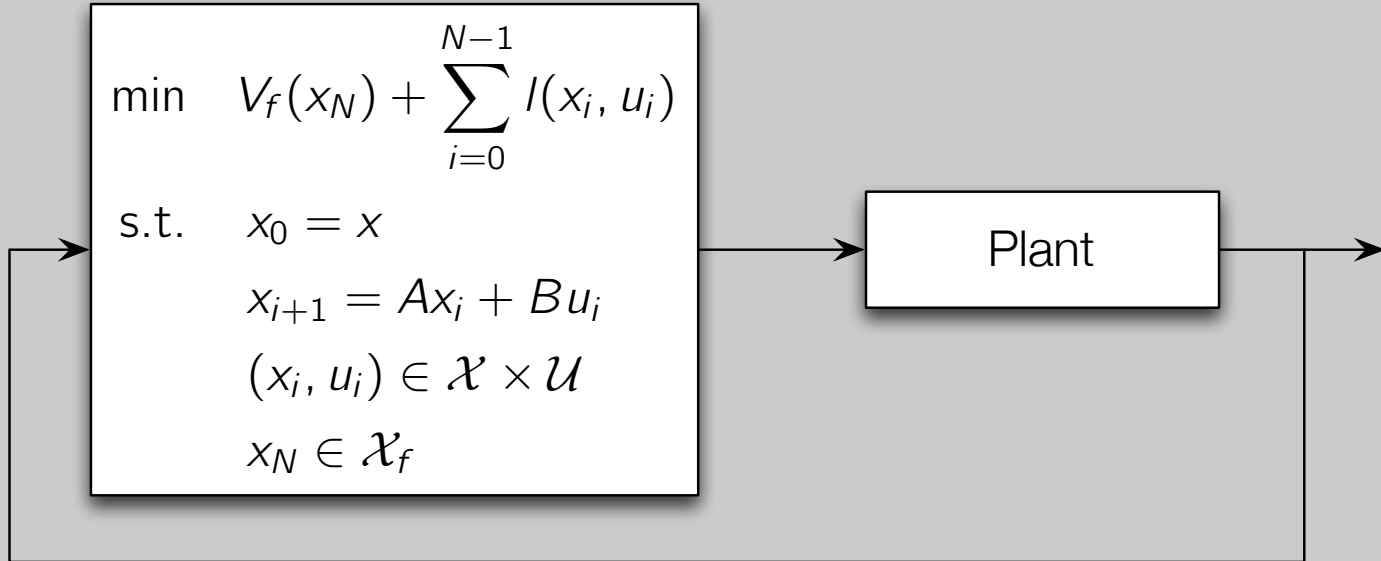 min V_f(x_N) + \sum_{i=0}^{N-1} l(x_i, u_i)
s.t. x_0 = x
x_{i+1} = Ax_i + Bu_i
(x_i, u_i) ∈ 𝒳 × 𝒰
x_N ∈ 𝒳_f
Plant